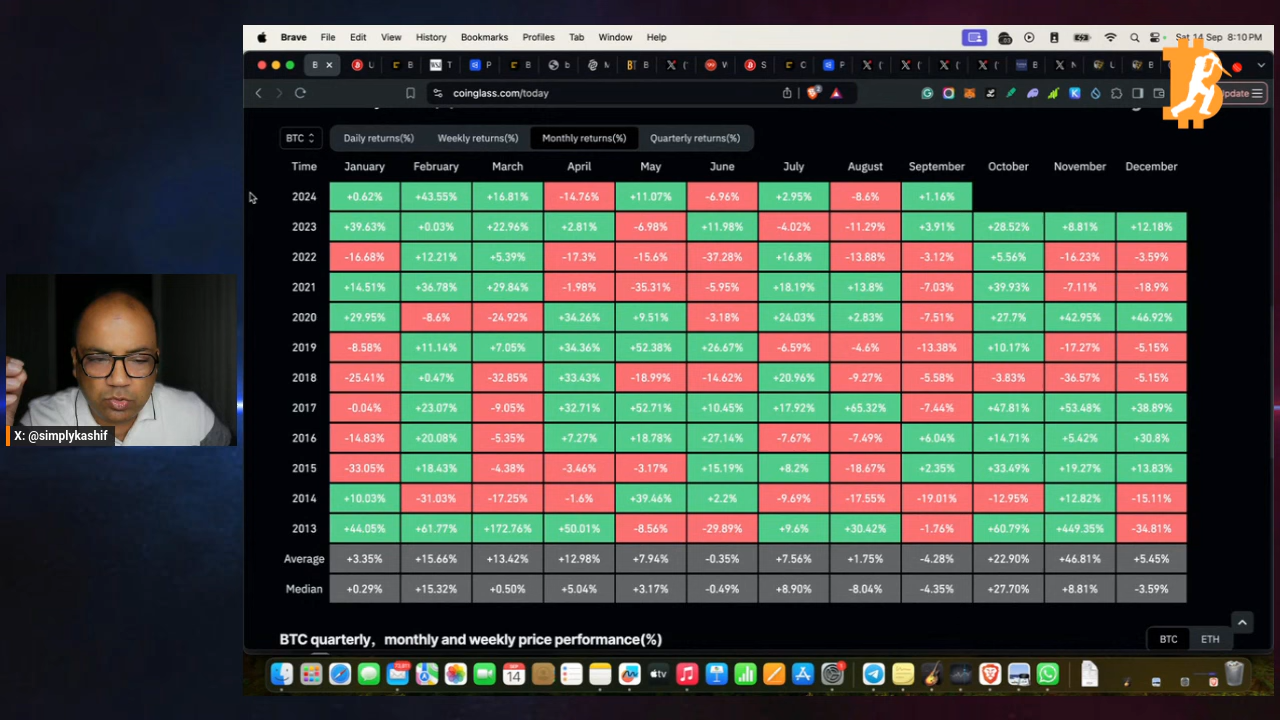 Brave File Edit View History Bookmarks Profiles Tab Window Help Sat 14 Sep 8:10PM
coinglass.com/today
BTC Daily returns(%) Weekly returns(%) Monthly returns(%) Quarterly returns(%)
Time January February March April May June July August September October November December
2024 +0.62% +43.55% +16.81% -14.76% +11.07% -6.96% +2.95% -8.6% +1.16%
2023 +39.63% +0.03% +22.96% +2.81% -6.98% +11.98% -4.02% -11.29% +3.91% +28.52% +8.81% +12.18%
2022 -16.68% +12.21% +5.39% -17.3% -15.6% -37.28% +16.8% -13.88% -3.12% +5.56% -16.23% -3.59%
2021 +14.51% +36.78% +29.84% -1.98% -35.31% -5.95% +18.19% +13.8% -7.03% +39.93% -7.11% -18.9%
2020 +29.95% -8.6% -24.92% +34.26% +9.51% -3.18% +24.03% +2.83% -7.51% +27.7% +42.95% +46.92%
2019 -8.58% +11.14% +7.05% +34.36% +52.38% +26.67% -6.59% -4.6% -13.38% +10.17% -17.27% -5.15%
2018 -25.41% +0.47% -32.85% +33.43% -18.99% -14.62% +20.96% -9.27% -5.58% -3.83% -36.57% -5.15%
2017 -0.04% +23.07% -9.05% +32.71% +52.71% +10.45% +17.92% +65.32% -7.44% +47.81% +53.48% +38.89%
X: @simplykashif
2016 -14.83% +20.08% -5.35% +7.27% +18.78% +27.14% -7.67% -7.49% +6.04% +14.71% +5.42% +30.8%
2015 -33.05% +18.43% -4.38% -3.46% -3.17% +15.19% +8.2% -18.67% +2.35% +33.49% +19.27% +13.83%
2014 +10.03% -31.03% -17.25% -1.6% +39.46% +2.2% -9.69% -17.55% -19.01% -12.95% +12.82% -15.11%
2013 +44.05% +61.77% +172.76% +50.01% -8.56% -29.89% +9.6% +30.42% -1.76% +60.79% +449.35% -34.81%
Average +3.35% +15.66% +13.42% +12.98% +7.94% -0.35% +7.56% +1.75% -4.28% +22.90% +46.81% +5.45%
Median +0.29% +15.32% +0.50% +5.04% +3.17% -0.49% +8.90% -8.04% -4.35% +27.70% +8.81% -3.59%
BTC quarterly, monthly and weekly price performance(%) BTC ETH